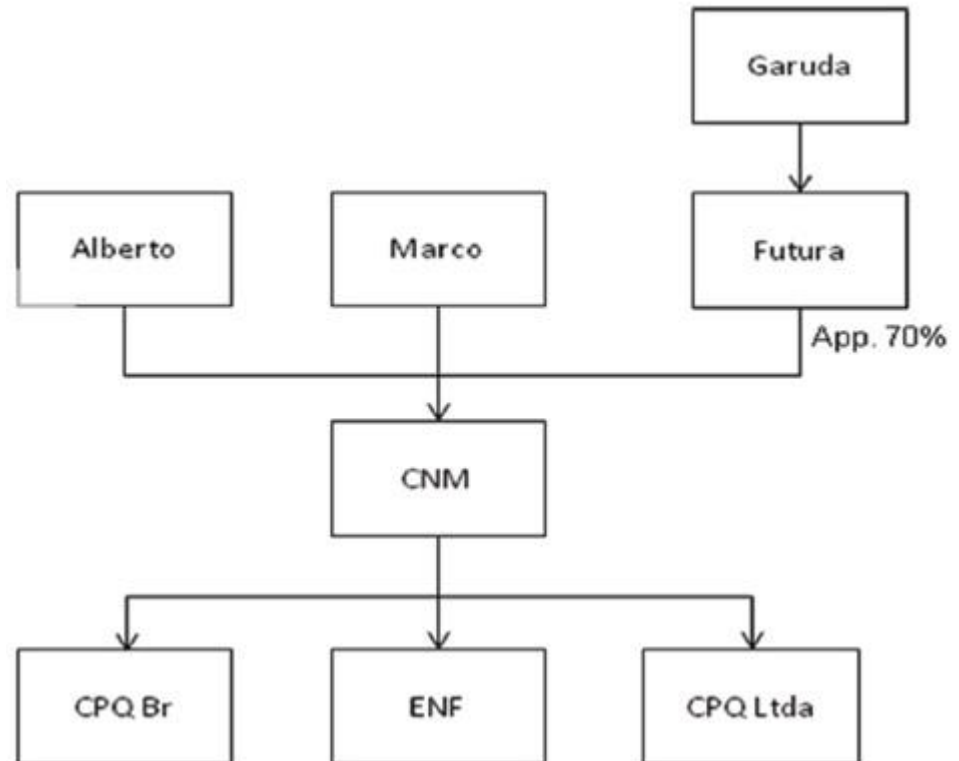 Garuda
Alberto
Marco
Futura
App. 70%
CNM
CPQ Br
ENF
CPQ Ltda